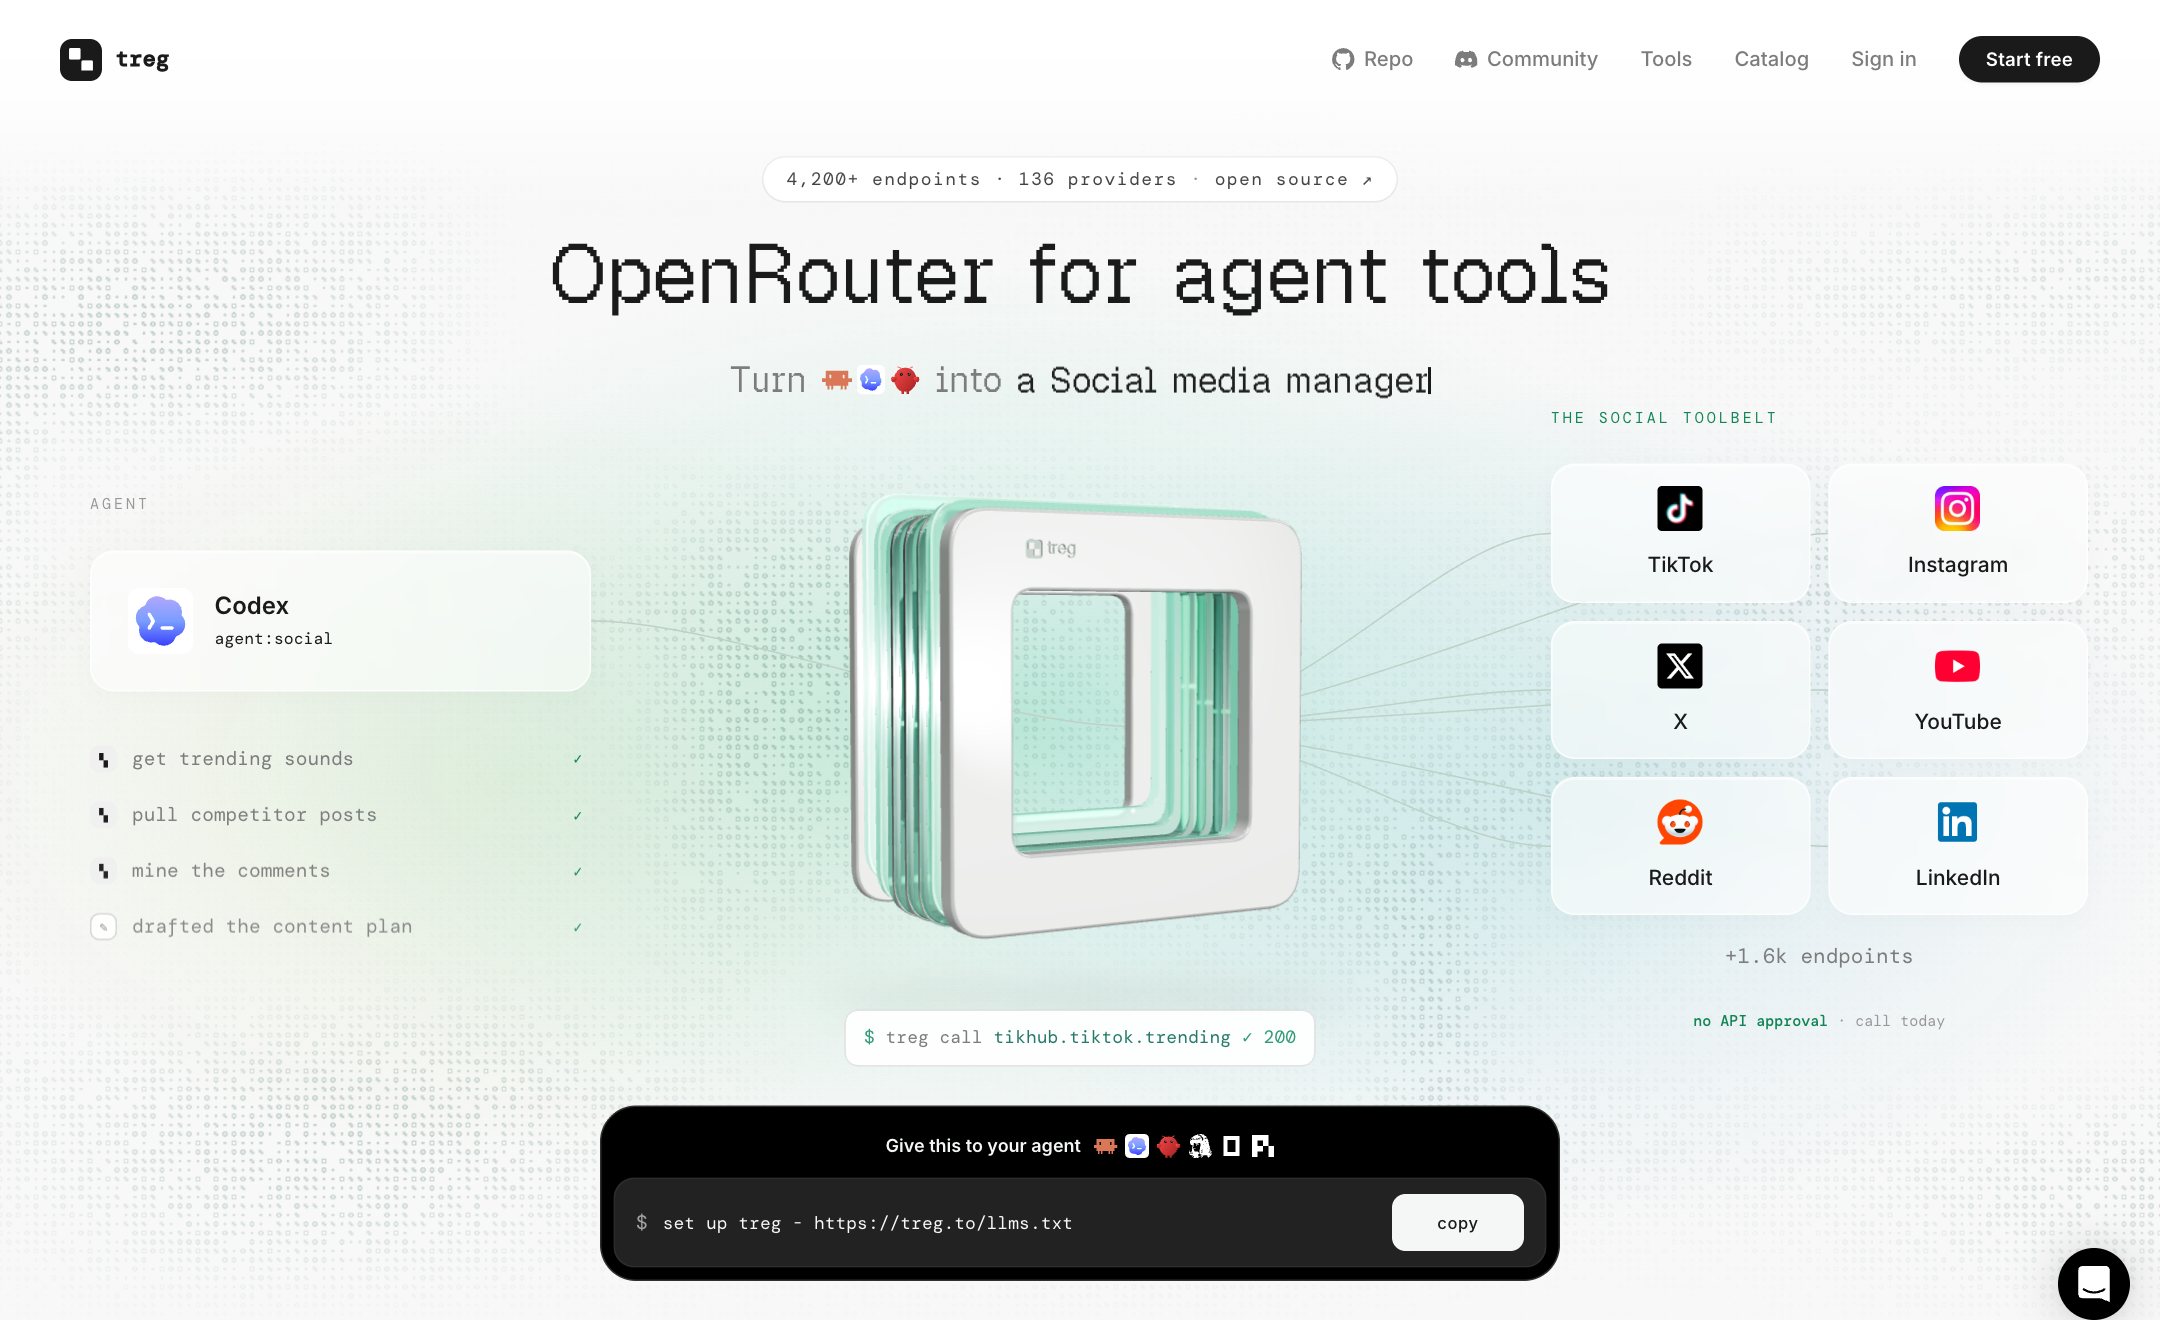 treg
Repo Community Tools Catalog Sign in Start free
4,200+ endpoints · 136 providers · open source ↗
OpenRouter for agent tools
Turn into a Social media manager
AGENT
Codex
agent:social
get trending sounds ✓
pull competitor posts ✓
mine the comments ✓
drafted the content plan ✓
treg
THE SOCIAL TOOLBELT
TikTok Instagram
X YouTube
Reddit LinkedIn
+1.6k endpoints
no API approval · call today
$ treg call tikhub.tiktok.trending ✓ 200
Give this to your agent
$ set up treg - https://treg.to/llms.txt
copy